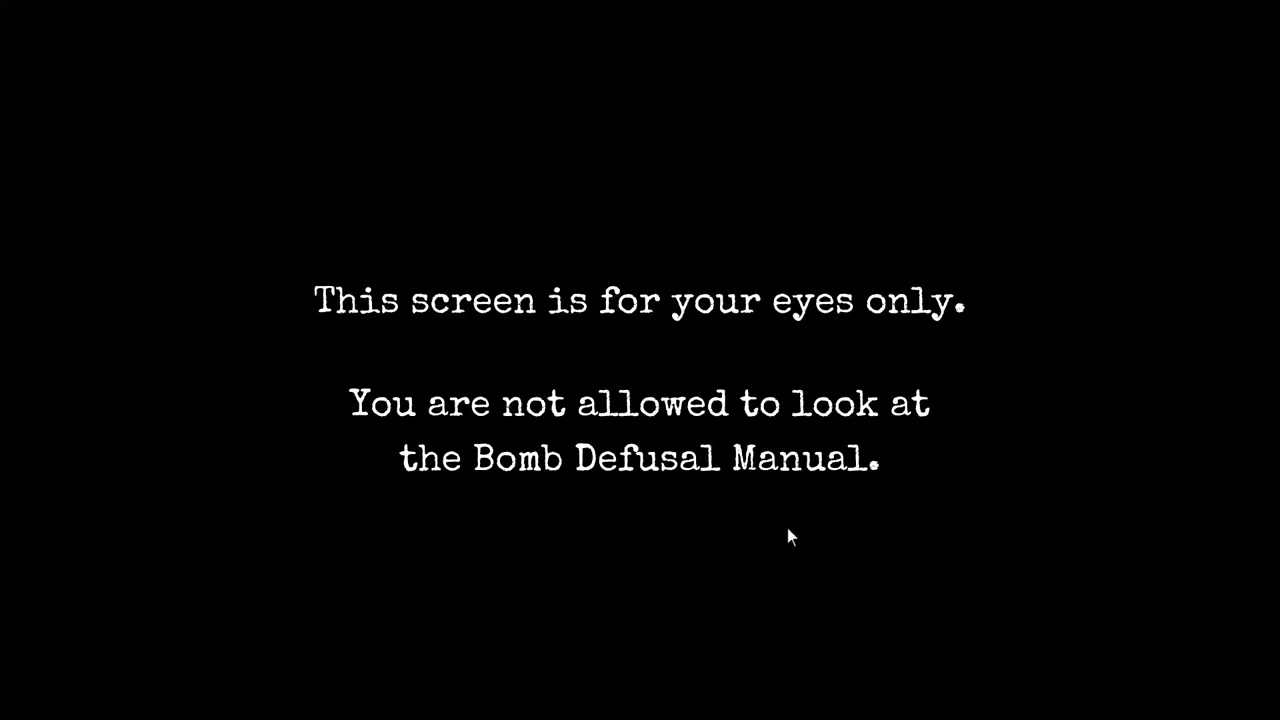 This screen is for your eyes only.
You are not allowed to look at
the Bomb Defusal Manual.